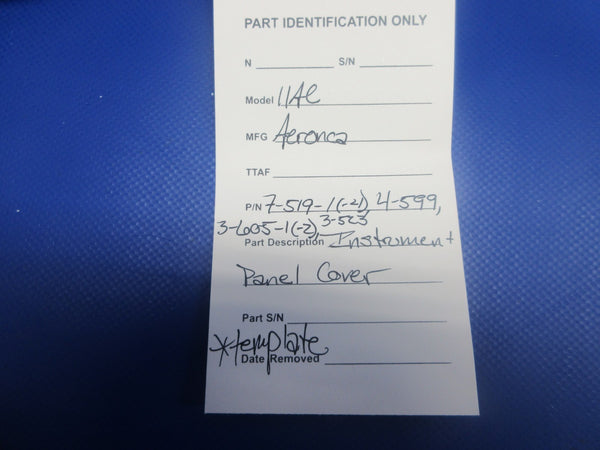 PART IDENTIFICATION ONLY
N S/N
Model 11AC
MFG Aeronca
TTAF
P/N 7-519-1(-2), 4-599,
3-605-1(-2), 3-523
Part Description Instrument
Panel Cover
Part S/N
*template
Date Removed